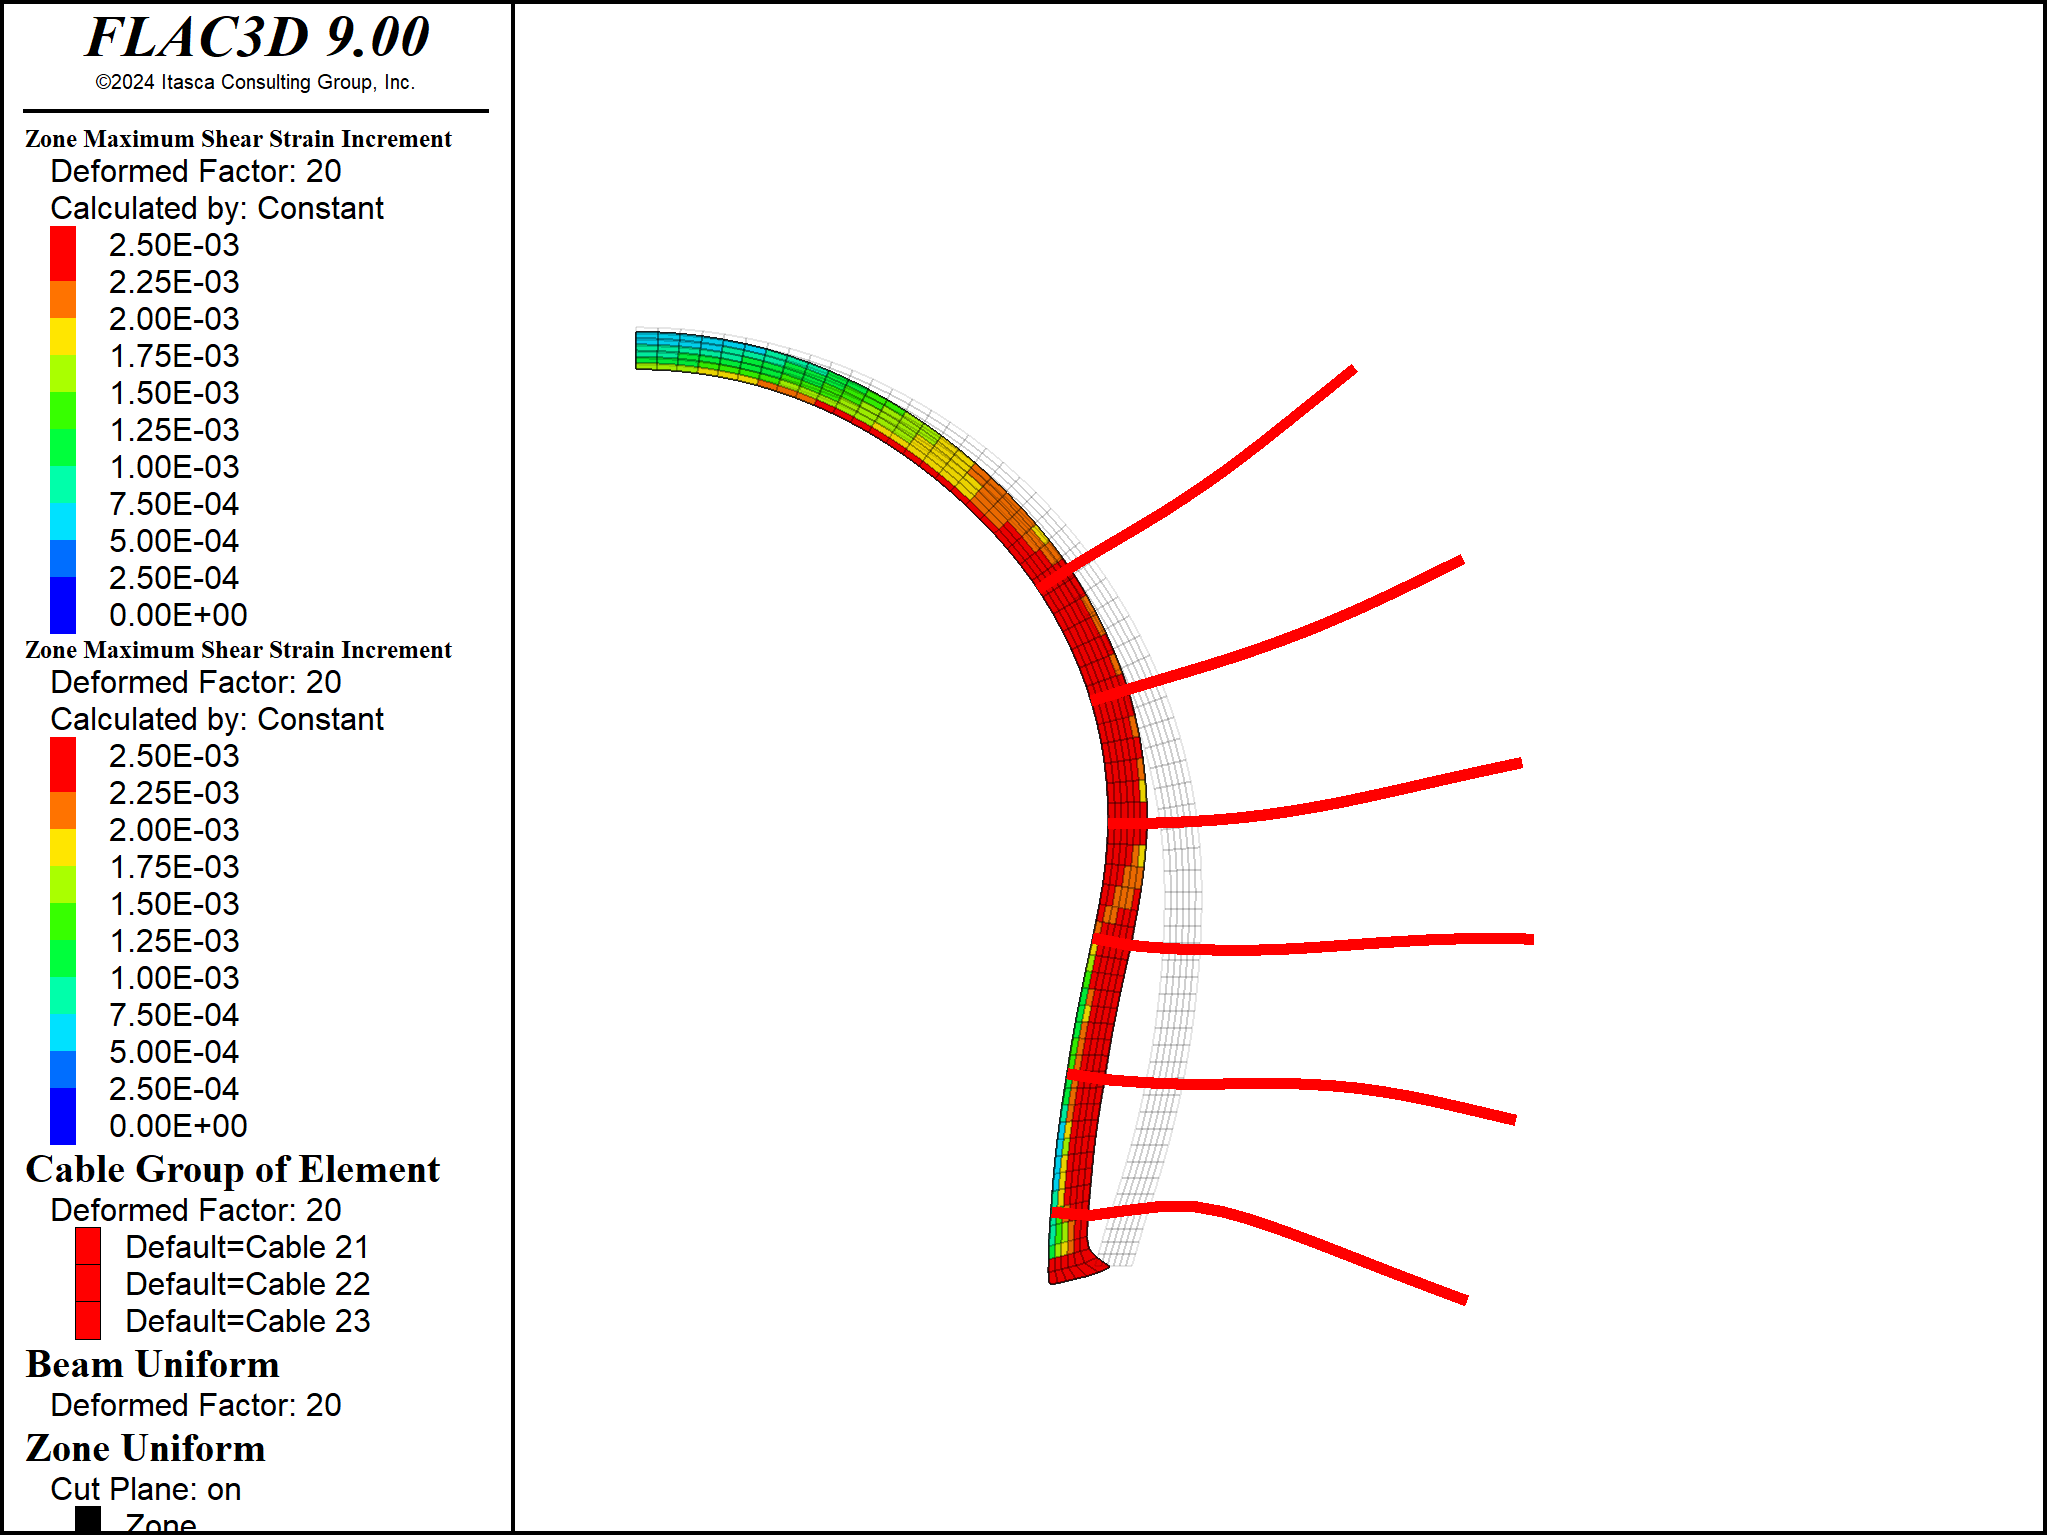 FLAC3D 9.00
©2024 Itasca Consulting Group, Inc.
Zone Maximum Shear Strain Increment
Deformed Factor: 20
Calculated by: Constant
2.50E-03
2.25E-03
2.00E-03
1.75E-03
1.50E-03
1.25E-03
1.00E-03
7.50E-04
5.00E-04
2.50E-04
0.00E+00
Zone Maximum Shear Strain Increment
Deformed Factor: 20
Calculated by: Constant
2.50E-03
2.25E-03
2.00E-03
1.75E-03
1.50E-03
1.25E-03
1.00E-03
7.50E-04
5.00E-04
2.50E-04
0.00E+00
Cable Group of Element
Deformed Factor: 20
Default=Cable 21
Default=Cable 22
Default=Cable 23
Beam Uniform
Deformed Factor: 20
Zone Uniform
Cut Plane: on
Zone